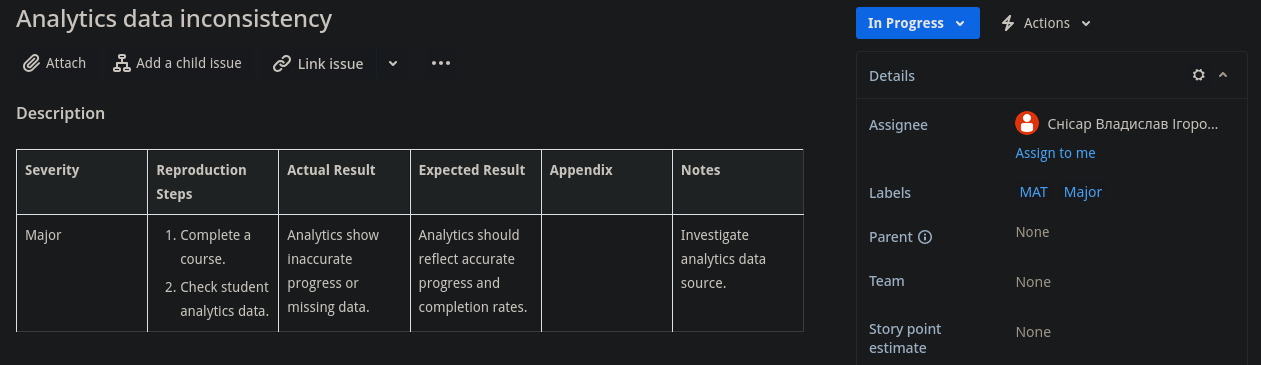 Analytics data inconsistency
Attach
Add a child issue
Link issue
Description
Severity
Reproduction
Steps
Actual Result
Expected Result
Appendix
Notes
Major
1. Complete a
course.
2. Check student
analytics data.
Analytics show
inaccurate
progress or
missing data.
Analytics should
reflect accurate
progress and
completion rates.
Investigate
analytics data
source.
In Progress
Actions
Details
Assignee
Снісар Владислав Ігоро...
Assign to me
Labels
MAT Major
Parent
None
Team
None
Story point
estimate
None